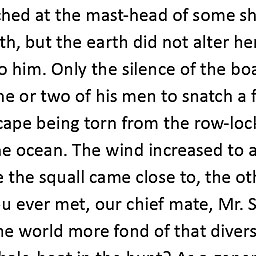 ched at the mast-head of some sh
th, but the earth did not alter her
o him. Only the silence of the boa
ne or two of his men to snatch a f
cape being torn from the row-loc
e ocean. The wind increased to a
e the squall came close to, the oth
u ever met, our chief mate, Mr. S
ne world more fond of that divers